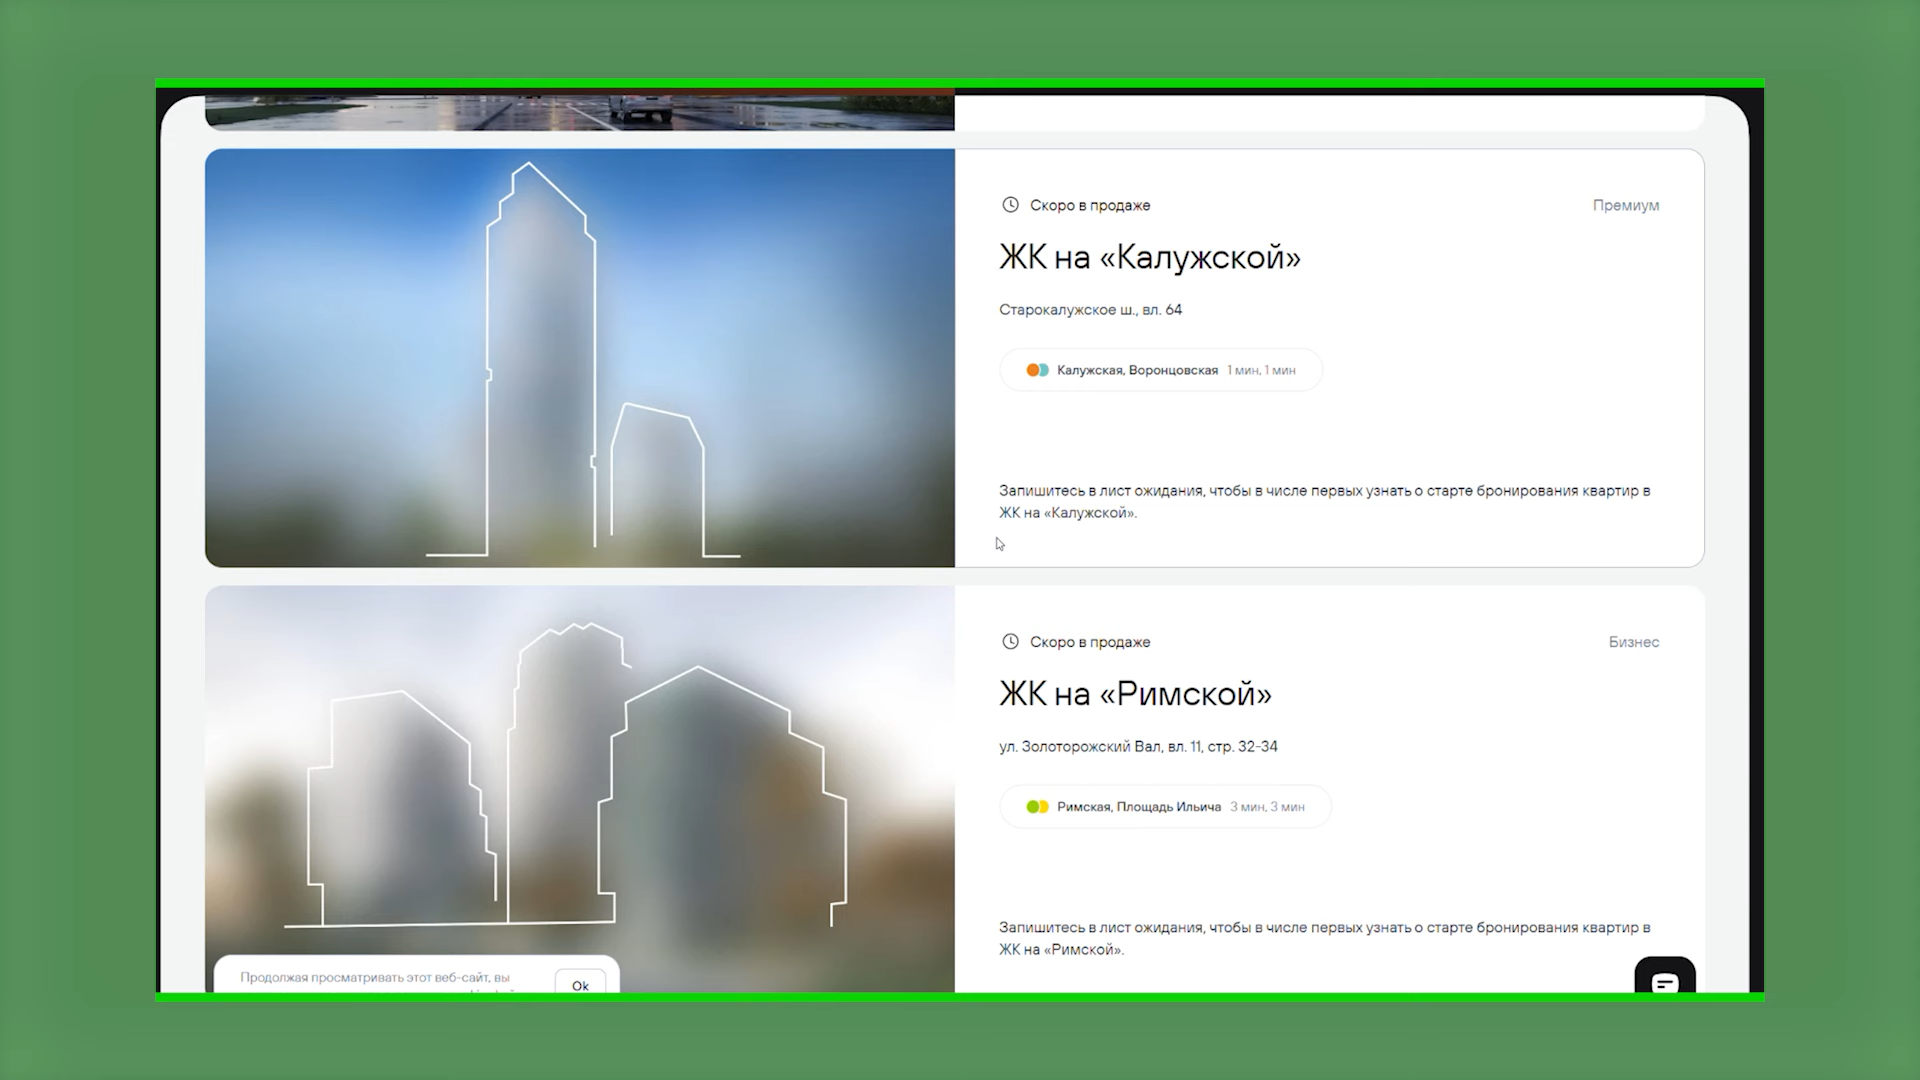 Скоро в продаже
Премиум
ЖК на «Калужской»
Старокалужское ш., вл. 64
Калужская, Воронцовская 1 мин, 1 мин
Запишитесь в лист ожидания, чтобы в числе первых узнать о старте бронирования квартир в
ЖК на «Калужской».
Скоро в продаже
Бизнес
ЖК на «Римской»
ул. Золоторожский Вал, вл. 11, стр. 32-34
Римская, Площадь Ильича 3 мин, 3 мин
Запишитесь в лист ожидания, чтобы в числе первых узнать о старте бронирования квартир в
ЖК на «Римской».
Продолжая просматривать этот веб-сайт, вы
Ok